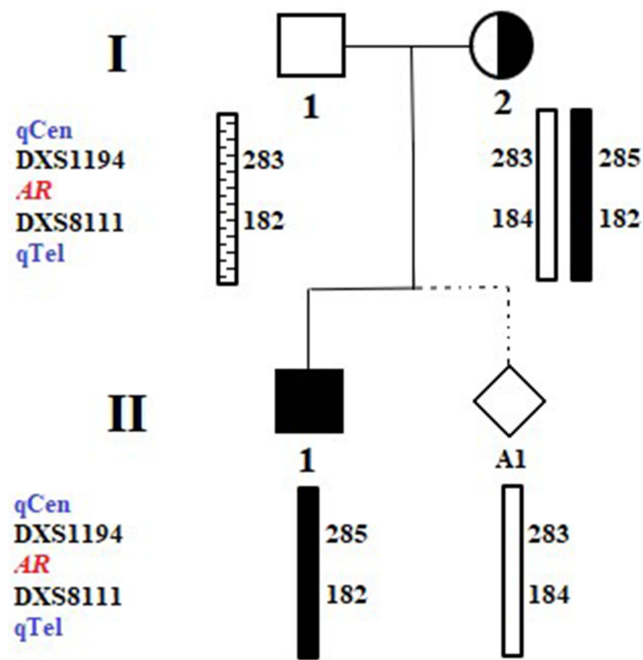 I
1
2
qCen
DXS1194
AR
DXS8111
qTel
283
182
283
184
285
182
II
1
A1
qCen
DXS1194
AR
DXS8111
qTel
285
182
283
184